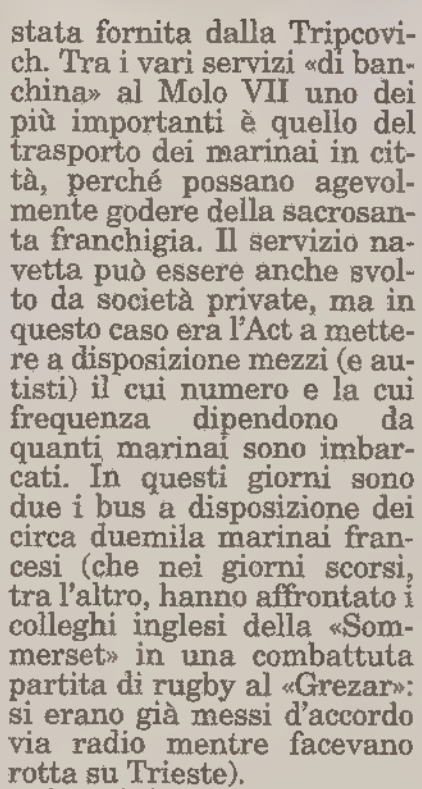 stata fornita dalla Tripcovi-
ch. Tra i vari servizi «di ban-
china» al Molo VII uno dei
più importanti è quello del
trasporto dei marinai in cit-
tà, perché possano agevol-
mente godere della sacrosan-
ta franchigia. Il servizio na-
vetta può essere anche svol-
to da società private, ma in
questo caso era l'Act a mette-
re a disposizione mezzi (e au-
tisti) il cui numero e la cui
frequenza dipendono da
quanti marinai sono imbar-
cati. In questi giorni sono
due i bus a disposizione dei
circa duemila marinai fran-
cesi (che nei giorni scorsi,
tra l'altro, hanno affrontato i
colleghi inglesi della «Som-
merset» in una combattuta
partita di rugby al «Grezar»:
si erano già messi d'accordo
via radio mentre facevano
rotta su Trieste).